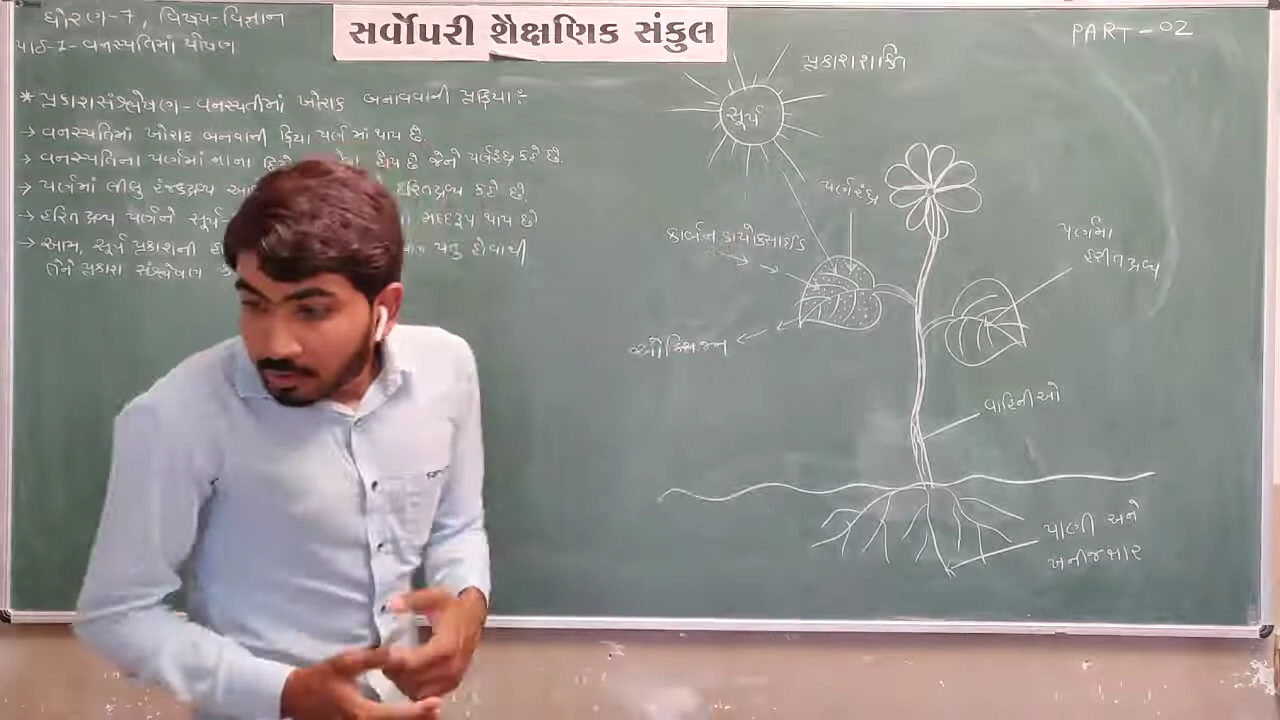 ધોરણ-7, વિષય-વિજ્ઞાન
પાઠ-1-વનસ્પતિમાં પોષણ
સર્વોપરી શૈક્ષણિક સંકુલ
PART-02
* પ્રકાશસંશ્લેષણ-વનસ્પતીમાં ખોરાક બનાવવાની પ્રક્રિયા:-
→ વનસ્પતિમાં ખોરાક બનવાની ક્રિયા પર્ણમાં થાય છે.
→ વનસ્પતિના પર્ણમાં નાના હોય છે જેને પર્ણરંધ્ર કહે છે.
→ પર્ણમાં લીલુ રંજકદ્રવ્ય હરિતદ્રવ્ય કહે છે.
→ હરિતદ્રવ્ય પર્ણને સૂર્ય મદદરૂપ થાય છે
→ આમ, સૂર્ય પ્રકાશની થતુ હોવાથી
તેને પ્રકાશ સંશ્લેષણ
પ્રકાશશક્તિ
સૂર્ય
પર્ણરંધ્ર
કાર્બન ડાયોક્સાઈડ
ઓક્સિજન
પર્ણમાં
હરીતદ્રવ્ય
વાહિનીઓ
પાણી અને
ખનીજક્ષાર